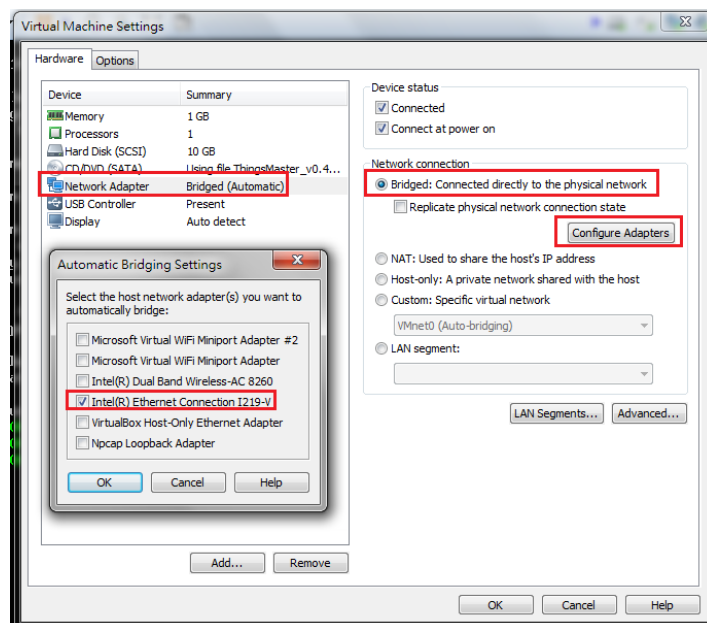 Virtual Machine Settings
Hardware
Options
Device Summary
Memory 1 GB
Processors 1
Hard Disk (SCSI) 10 GB
CD/DVD (SATA) Using file ThingsMaster_v0.4...
Network Adapter Bridged (Automatic)
USB Controller Present
Display Auto detect
Automatic Bridging Settings
Select the host network adapter(s) you want to
automatically bridge:
Microsoft Virtual WiFi Miniport Adapter #2
Microsoft Virtual WiFi Miniport Adapter
Intel(R) Dual Band Wireless-AC 8260
Intel(R) Ethernet Connection I219-V
VirtualBox Host-Only Ethernet Adapter
Npcap Loopback Adapter
OK Cancel Help
Add... Remove
Device status
Connected
Connect at power on
Network connection
Bridged: Connected directly to the physical network
Replicate physical network connection state
Configure Adapters
NAT: Used to share the host's IP address
Host-only: A private network shared with the host
Custom: Specific virtual network
VMnet0 (Auto-bridging)
LAN segment:
LAN Segments... Advanced...
OK Cancel Help